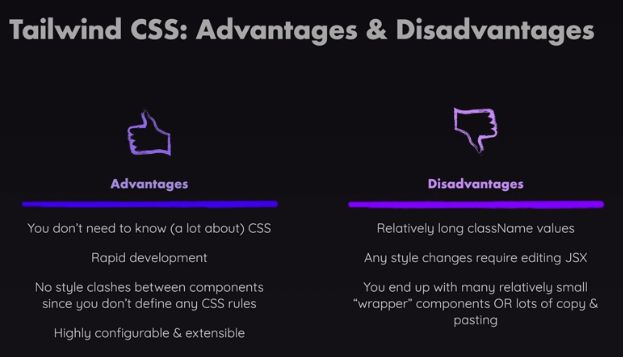 Tailwind CSS: Advantages & Disadvantages
Advantages
You don't need to know (a lot about) CSS
Rapid development
No style clashes between components
since you don't define any CSS rules
Highly configurable & extensible
Disadvantages
Relatively long className values
Any style changes require editing JSX
You end up with many relatively small
“wrapper” components OR lots of copy &
pasting